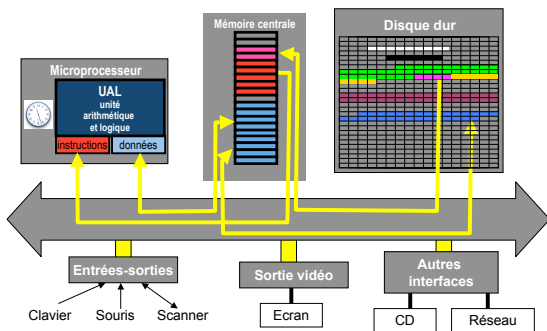 Microprocesseur
UAL
unité
arithmétique
et logique
instructions
données
Mémoire centrale
Disque dur
Entrées-sorties
Clavier
Souris
Scanner
Sortie vidéo
Ecran
Autres
interfaces
CD
Réseau